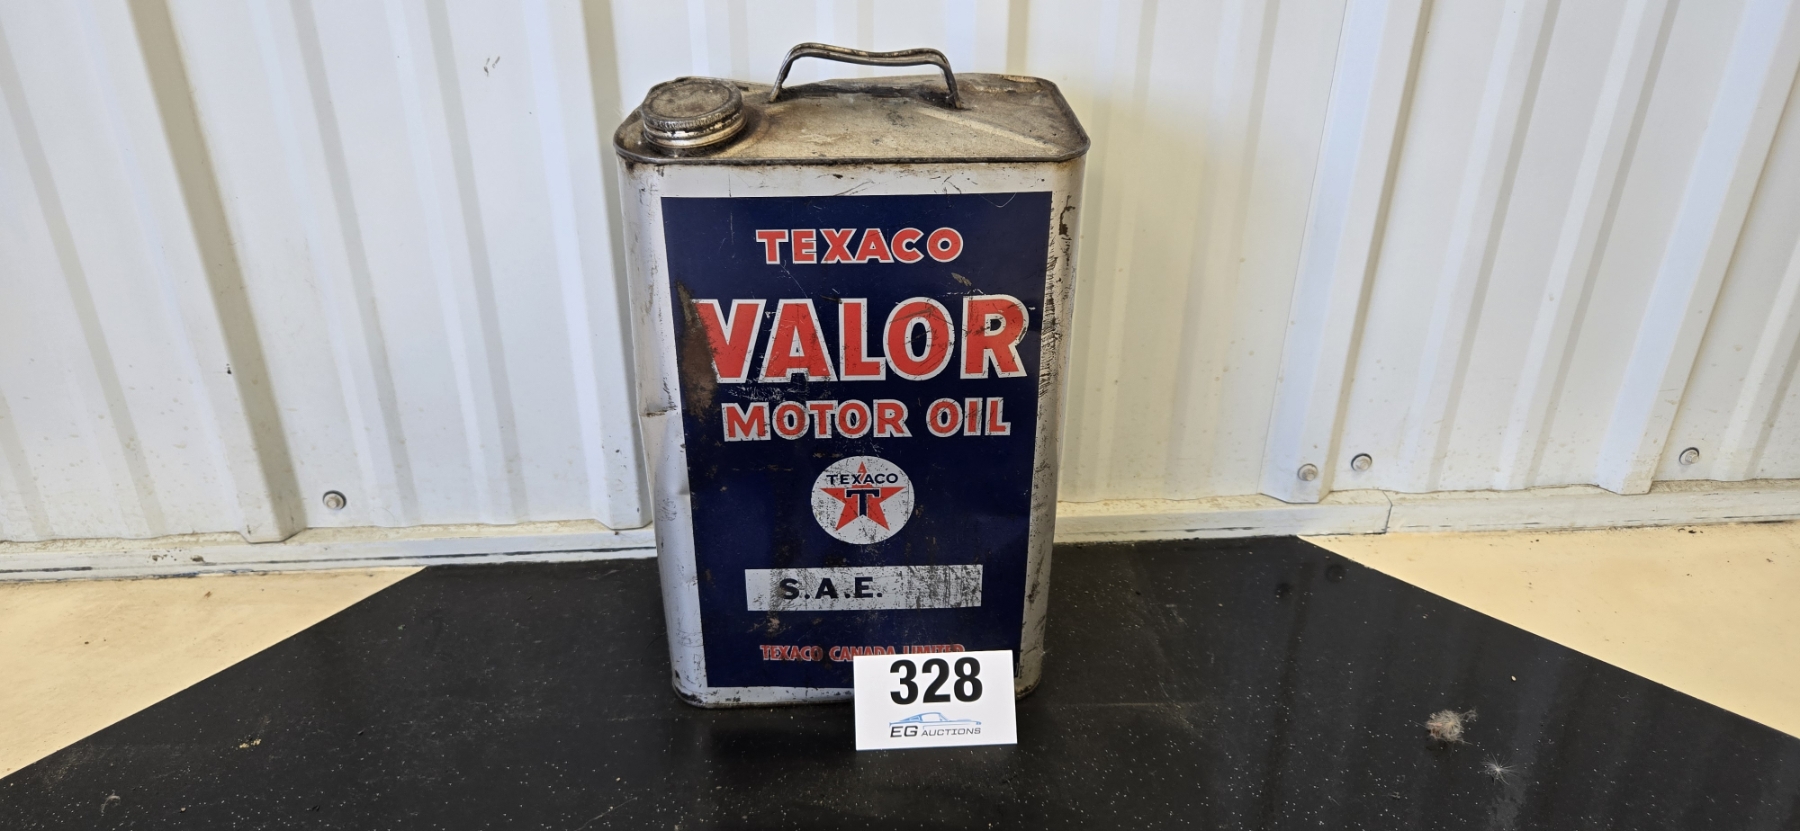 TEXACO
VALOR
MOTOR OIL
TEXACO
T
S.A.E.
TEXACO CANADA LIMITED
328
EG AUCTIONS